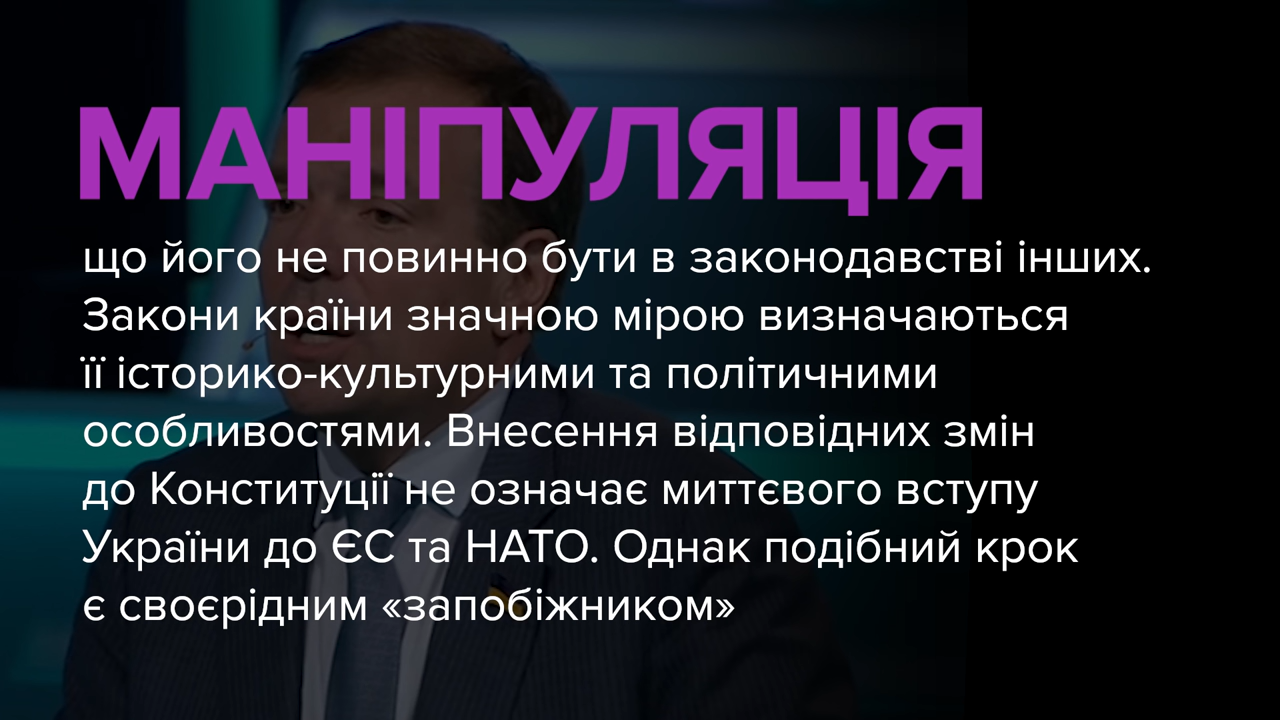 МАНІПУЛЯЦІЯ
що його не повинно бути в законодавстві інших.
Закони країни значною мірою визначаються
її історико-культурними та політичними
особливостями. Внесення відповідних змін
до Конституції не означає миттєвого вступу
України до ЄС та НАТО. Однак подібний крок
є своєрідним «запобіжником»